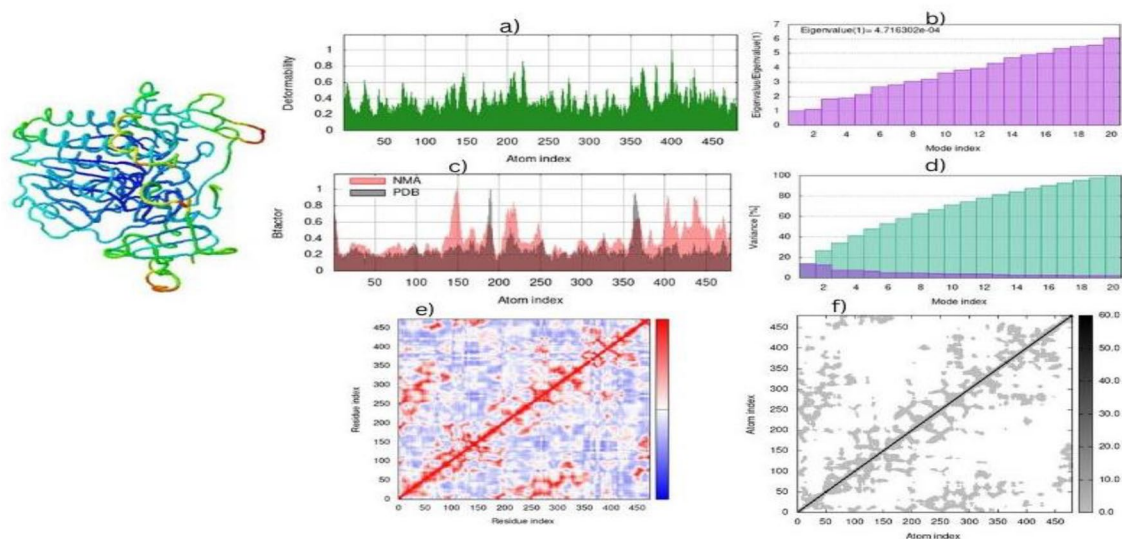 a)
Deformability
1
0.8
0.6
0.4
0.2
0
50 100 150 200 250 300 350 400 450
Atom index
b)
Eigenvalue(1)= 4.716302e-04
Eigenvalue/Eigenvalue(1)
7
6
5
4
3
2
1
0
2 4 6 8 10 12 14 16 18 20
Mode index
c)
NMA
PDB
Bfactor
1
0.8
0.6
0.4
0.2
0
50 100 150 200 250 300 350 400 450
Atom index
d)
Variance [%]
100
80
60
40
20
0
2 4 6 8 10 12 14 16 18 20
Mode index
e)
Residue index
450
400
350
300
250
200
150
100
50
0
0 50 100 150 200 250 300 350 400 450
Residue index
f)
Atom index
450
400
350
300
250
200
150
100
50
0
0 50 100 150 200 250 300 350 400 450
Atom index
60.0
50.0
40.0
30.0
20.0
10.0
0.0